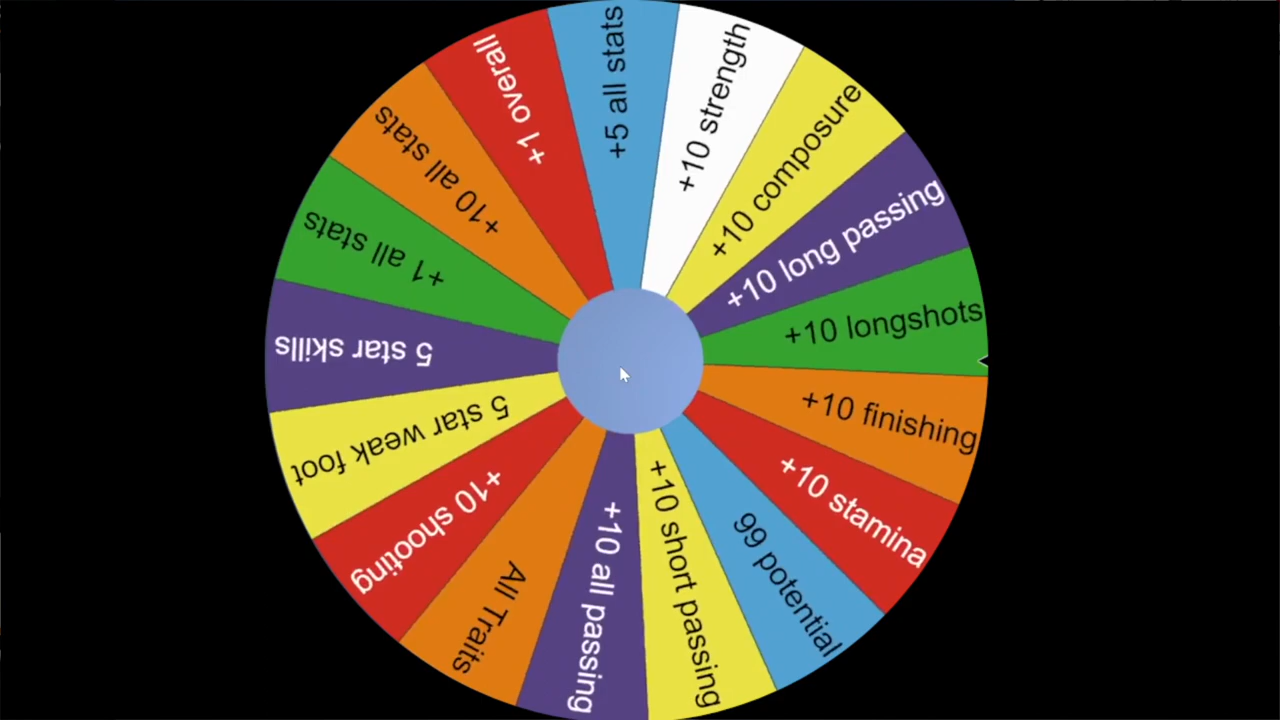 +5 all stats
+10 strength
+10 composure
+10 long passing
+10 longshots
+10 finishing
+10 stamina
99 potential
+10 short passing
+10 all passing
All Traits
+10 shooting
5 star weak foot
5 star skills
+1 all stats
+10 all stats
+1 overall